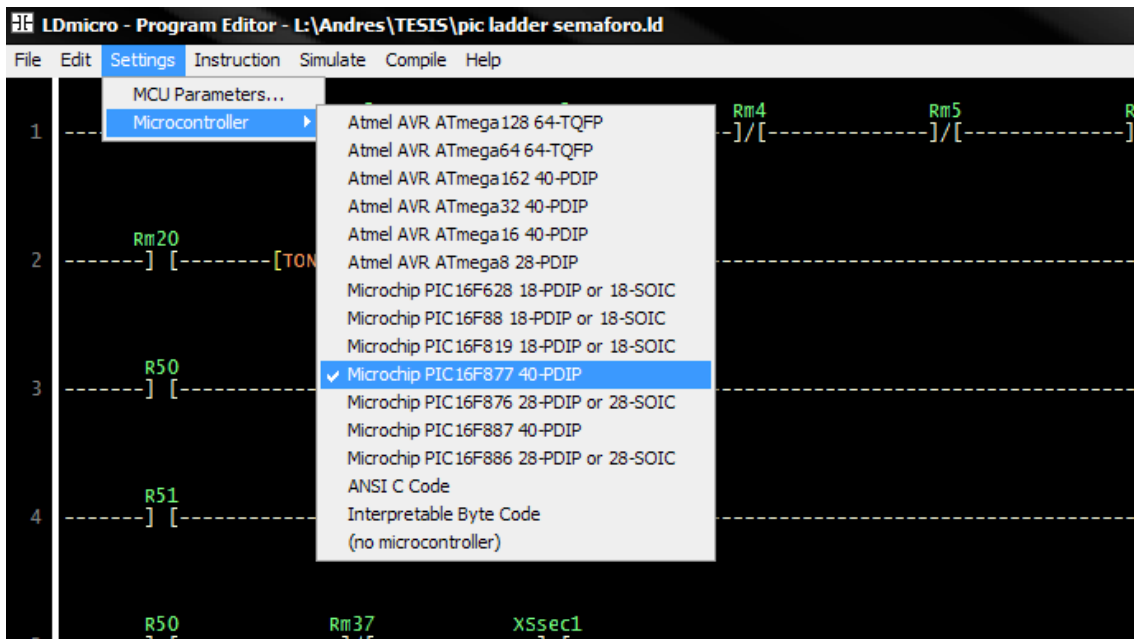 LDmicro - Program Editor - L:\Andres\TESIS\pic ladder semaforo.ld
File Edit Settings Instruction Simulate Compile Help
MCU Parameters...
Microcontroller
Atmel AVR ATmega128 64-TQFP
Atmel AVR ATmega64 64-TQFP
Atmel AVR ATmega162 40-PDIP
Atmel AVR ATmega32 40-PDIP
Atmel AVR ATmega16 40-PDIP
Atmel AVR ATmega8 28-PDIP
Microchip PIC16F628 18-PDIP or 18-SOIC
Microchip PIC16F88 18-PDIP or 18-SOIC
Microchip PIC16F819 18-PDIP or 18-SOIC
Microchip PIC16F877 40-PDIP
Microchip PIC16F876 28-PDIP or 28-SOIC
Microchip PIC16F887 40-PDIP
Microchip PIC16F886 28-PDIP or 28-SOIC
ANSI C Code
Interpretable Byte Code
(no microcontroller)
Rm4 Rm5 R
1 ---- --]/[--------------]/[-------------]
Rm20
2 -------] [--------[TON
R50
3 -------] [------------
R51
4 -------] [------------
R50 Rm37 XSsec1